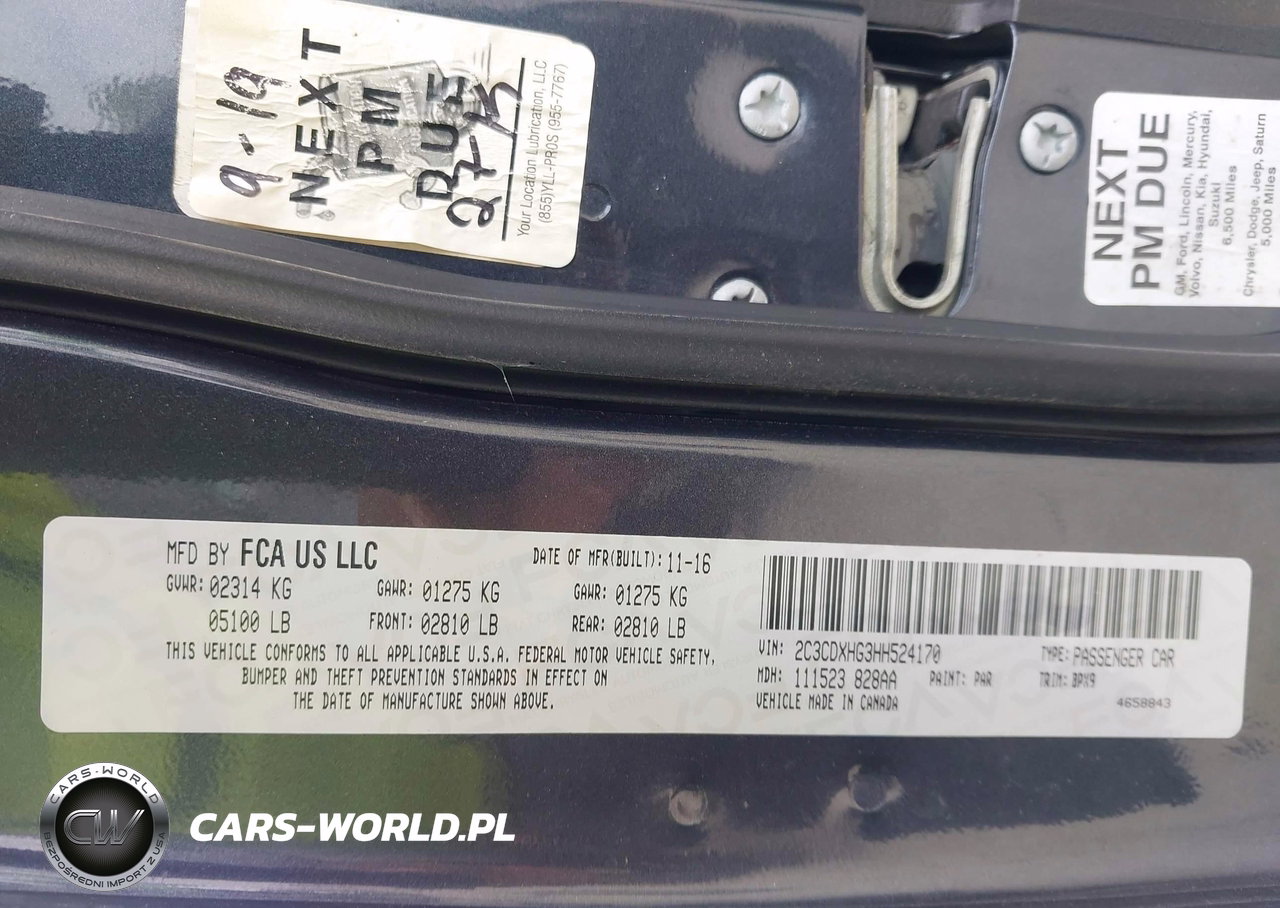 9-19
NEXT
PM
DUE
Your Location Lubrication, LLC
(855)YLL-PROS (955-7767)
NEXT
PM DUE
GM, Ford, Lincoln, Mercury,
Volvo, Nissan, Kia, Hyundai,
Suzuki
6,500 Miles
Chrysler, Dodge, Jeep, Saturn
5,000 Miles
MFD BY FCA US LLC
DATE OF MFR(BUILT): 11-16
GVWR: 02314 KG GAWR: 01275 KG GAWR: 01275 KG
05100 LB FRONT: 02810 LB REAR: 02810 LB
THIS VEHICLE CONFORMS TO ALL APPLICABLE U.S.A. FEDERAL MOTOR VEHICLE SAFETY,
BUMPER AND THEFT PREVENTION STANDARDS IN EFFECT ON
THE DATE OF MANUFACTURE SHOWN ABOVE.
VIN: 2C3CDXHG3HH524170 TYPE: PASSENGER CAR
MDH: 111523 828AA PAINT: PAR TRIM: BPX9
VEHICLE MADE IN CANADA 4658843
CARS-WORLD
CW
BEZPOŚREDNI IMPORT Z USA
CARS-WORLD.PL